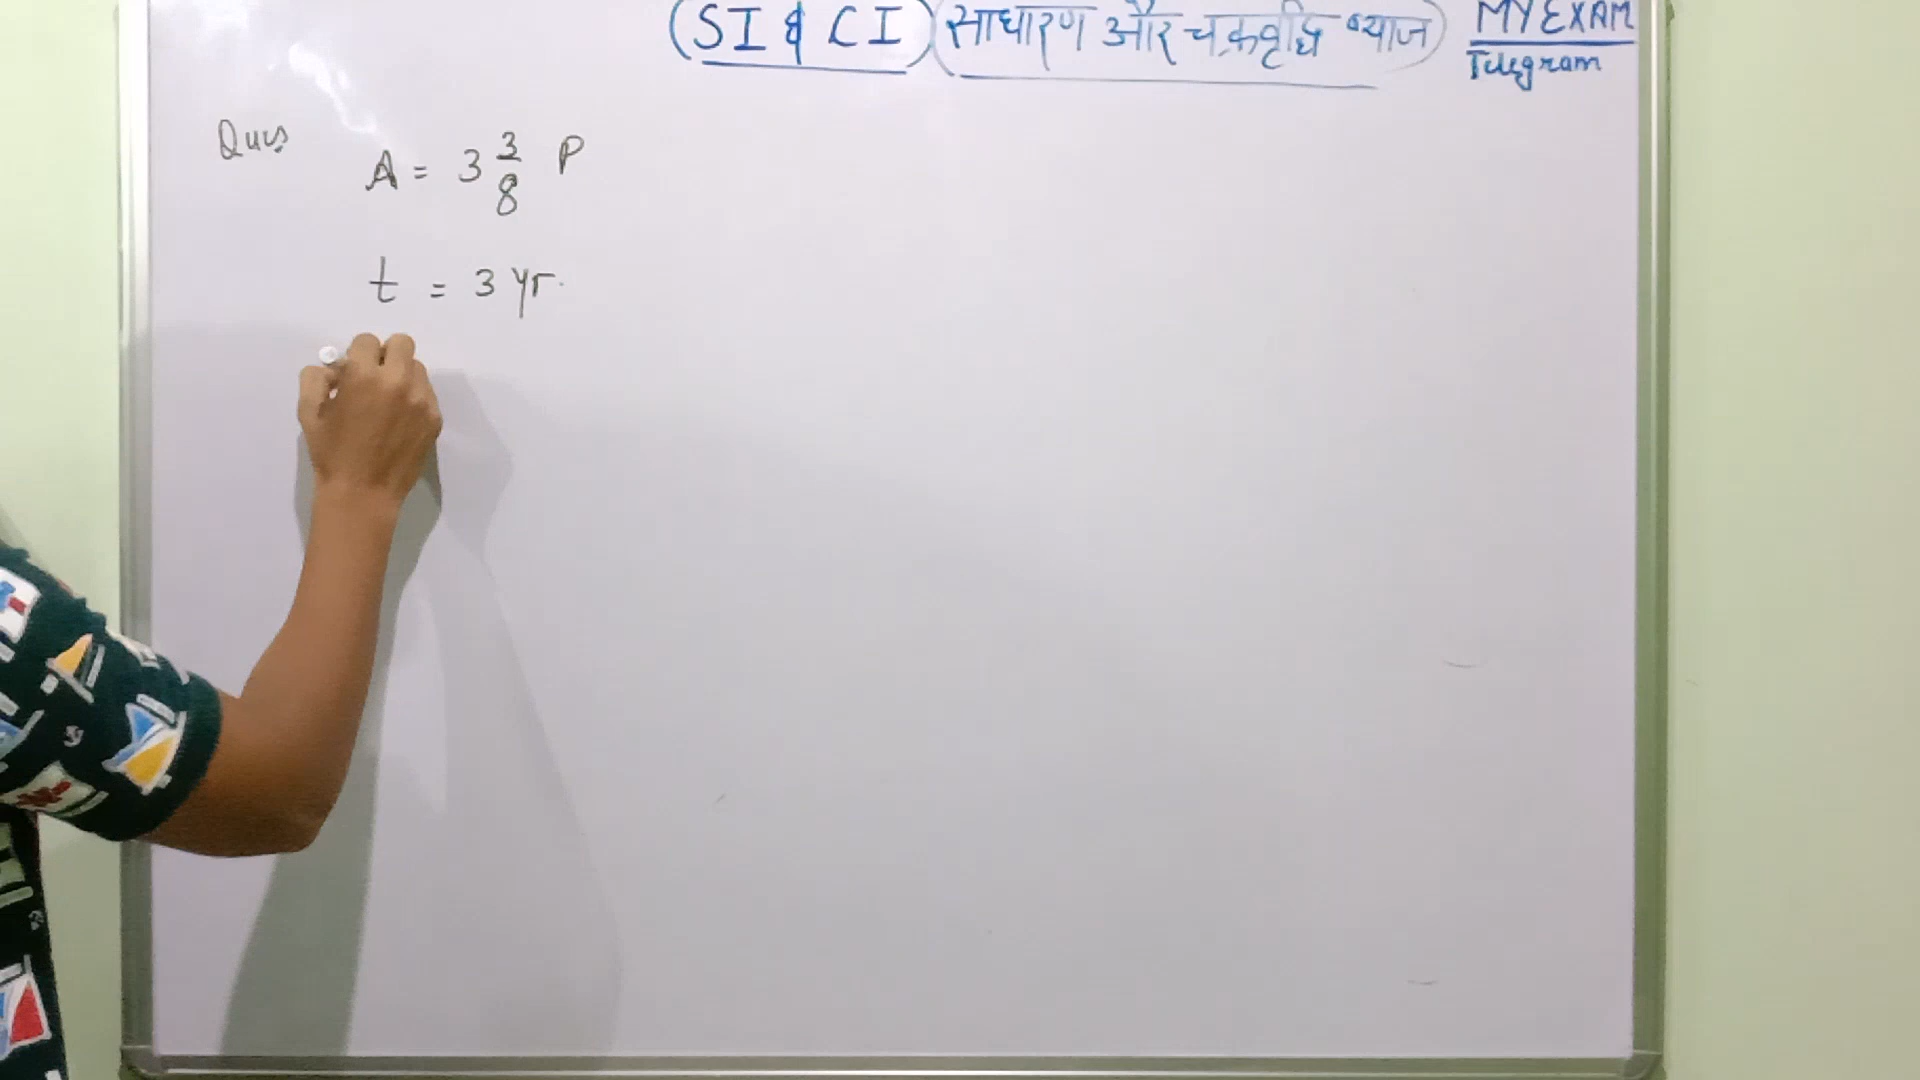 (SI & CI) (साधारण और चक्रवृद्धि ब्याज) MY EXAM
Telegram
Ques A = 3 3/8 P
t = 3 yr.